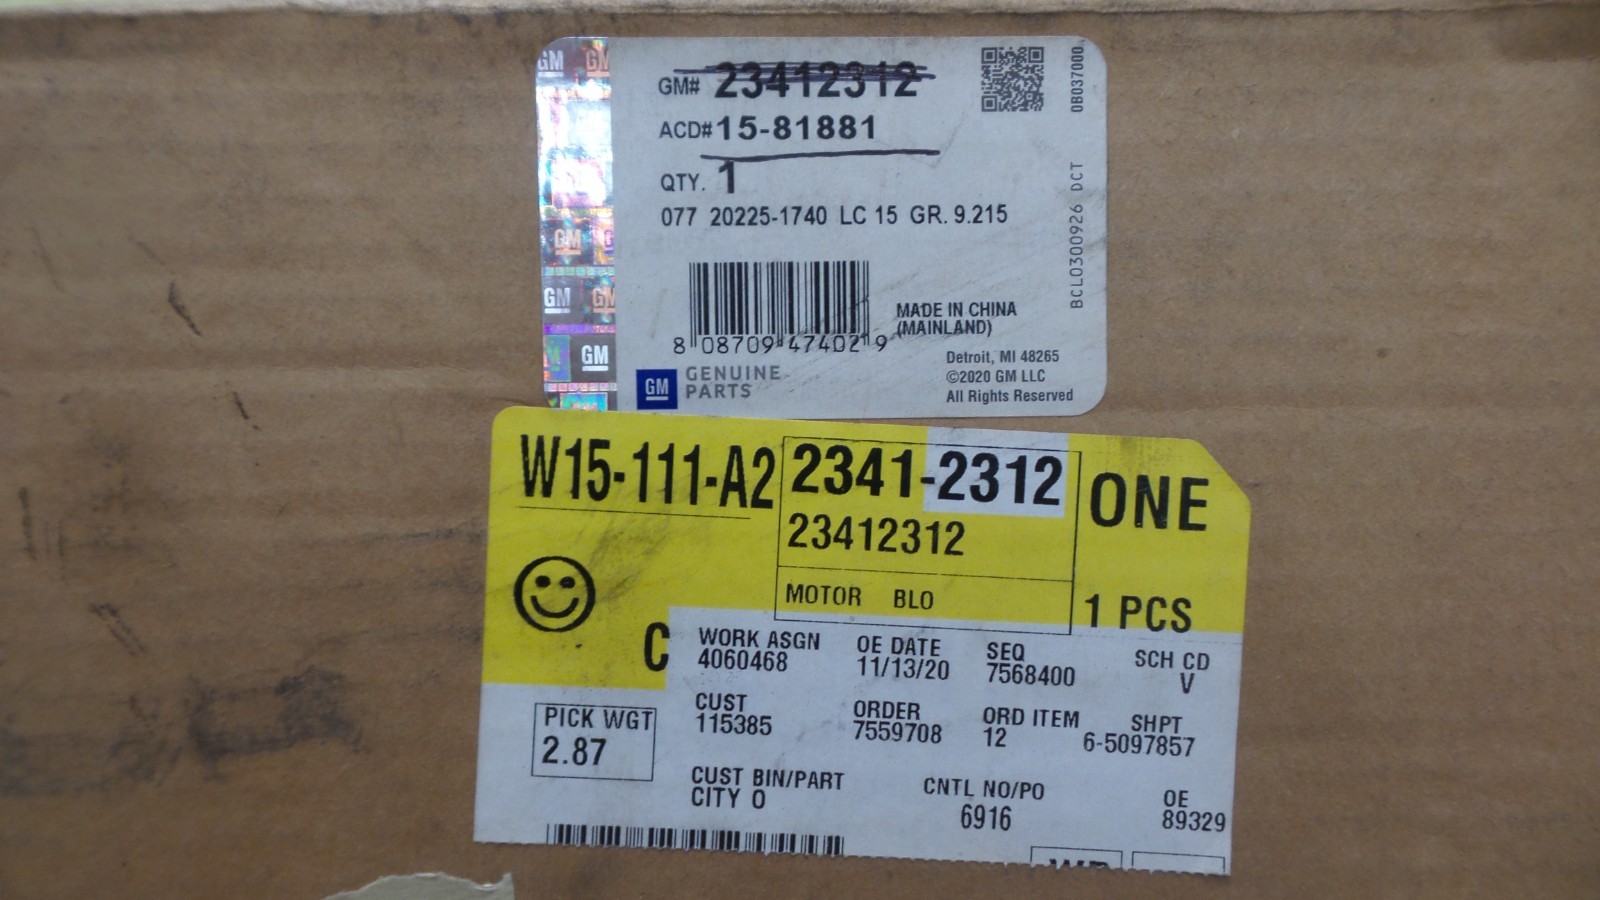 GM# 23412312
ACD# 15-81881
QTY. 1
077 20225-1740 LC 15 GR. 9.215
8 08709 47402 9
MADE IN CHINA
(MAINLAND)
GM GENUINE
PARTS
Detroit, MI 48265
©2020 GM LLC
All Rights Reserved
0B037000
BCL0300926 DCT
GM GM
GM
GM GM
GM
W15-111-A2 2341-2312 ONE
23412312
MOTOR BLO 1 PCS
C
WORK ASGN OE DATE SEQ SCH CD
4060468 11/13/20 7568400 V
PICK WGT CUST ORDER ORD ITEM SHPT
2.87 115385 7559708 12 6-5097857
CUST BIN/PART CNTL NO/PO OE
CITY O 6916 89329